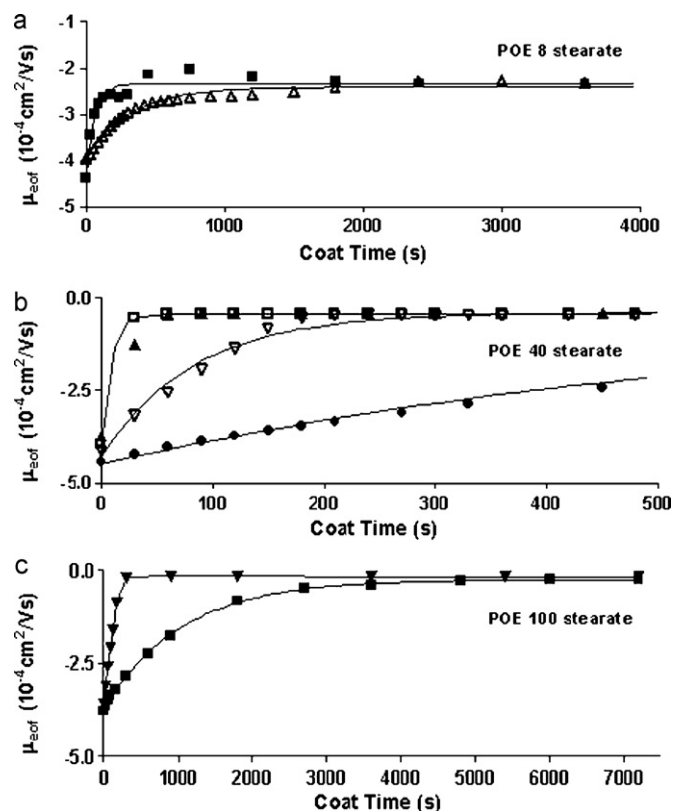 a
-1
-2
-3
-4
-5
μeof (10⁻⁴cm²/Vs)
POE 8 stearate
0 1000 2000 3000 4000
Coat Time (s)
b
0.0
-2.5
-5.0
μeof (10⁻⁴cm²/Vs)
POE 40 stearate
0 100 200 300 400 500
Coat Time (s)
c
0.0
-2.5
-5.0
μeof (10⁻⁴cm²/Vs)
POE 100 stearate
0 1000 2000 3000 4000 5000 6000 7000
Coat Time (s)